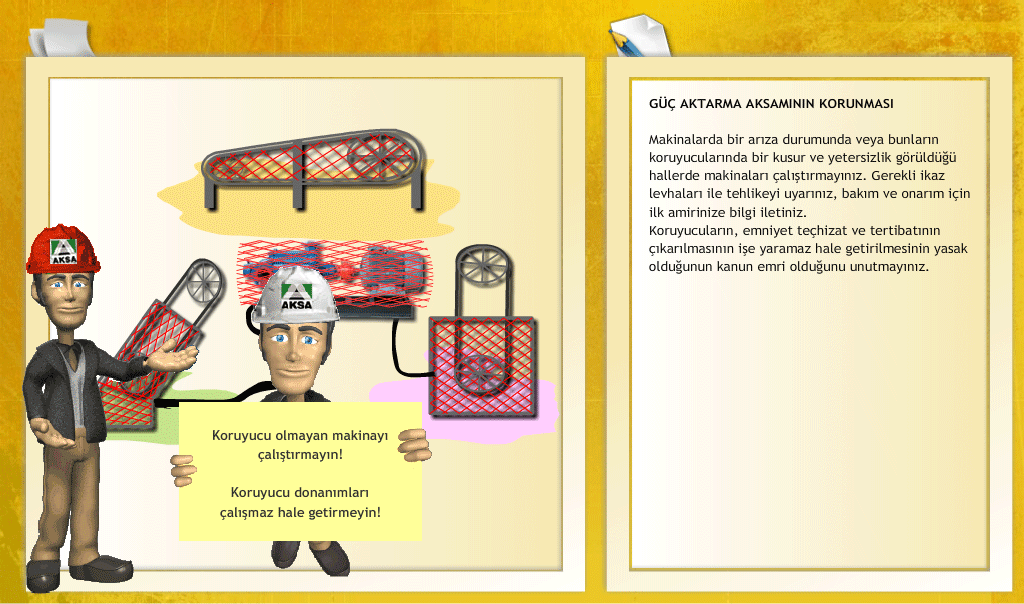 AKSA
AKSA
Koruyucu olmayan makinayı
çalıştırmayın!
Koruyucu donanımları
çalışmaz hale getirmeyin!
GÜÇ AKTARMA AKSAMININ KORUNMASI
Makinalarda bir arıza durumunda veya bunların
koruyucularında bir kusur ve yetersizlik görüldüğü
hallerde makinaları çalıştırmayınız. Gerekli ikaz
levhaları ile tehlikeyi uyarınız, bakım ve onarım için
ilk amirinize bilgi iletiniz.
Koruyucuların, emniyet teçhizat ve tertibatının
çıkarılmasının işe yaramaz hale getirilmesinin yasak
olduğunun kanun emri olduğunu unutmayınız.